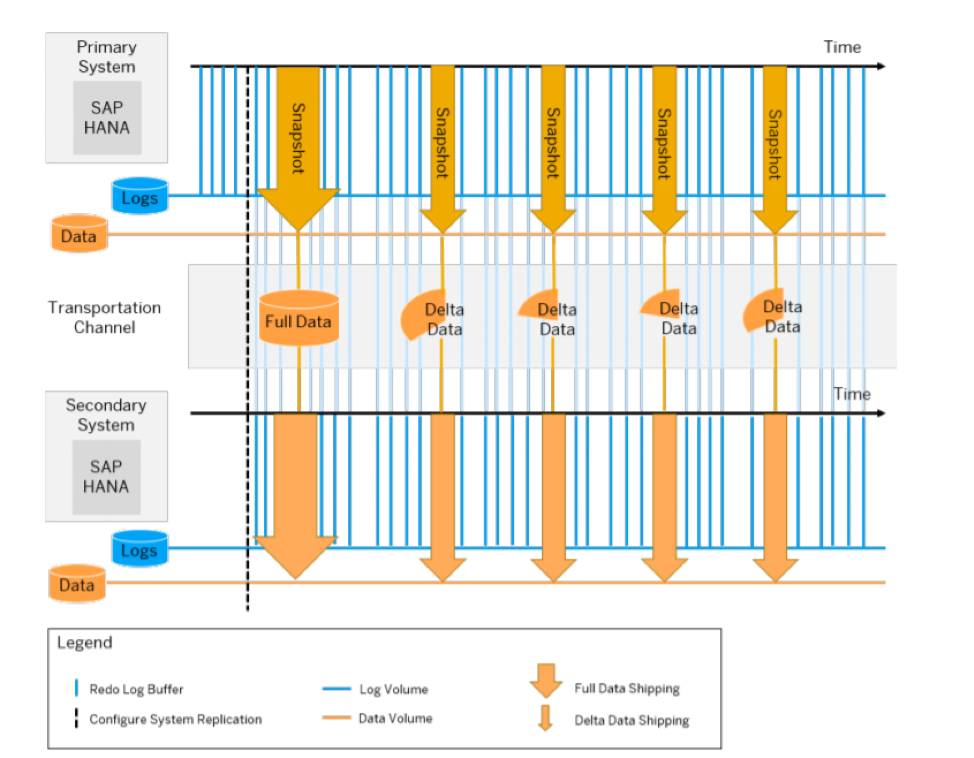 Primary
System
SAP
HANA
Time
Snapshot
Snapshot
Snapshot
Snapshot
Snapshot
Logs
Data
Transportation
Channel
Full Data
Delta
Data
Delta
Data
Delta
Data
Delta
Data
Time
Secondary
System
SAP
HANA
Logs
Data
Legend
Redo Log Buffer
Log Volume
Full Data Shipping
Configure System Replication
Data Volume
Delta Data Shipping